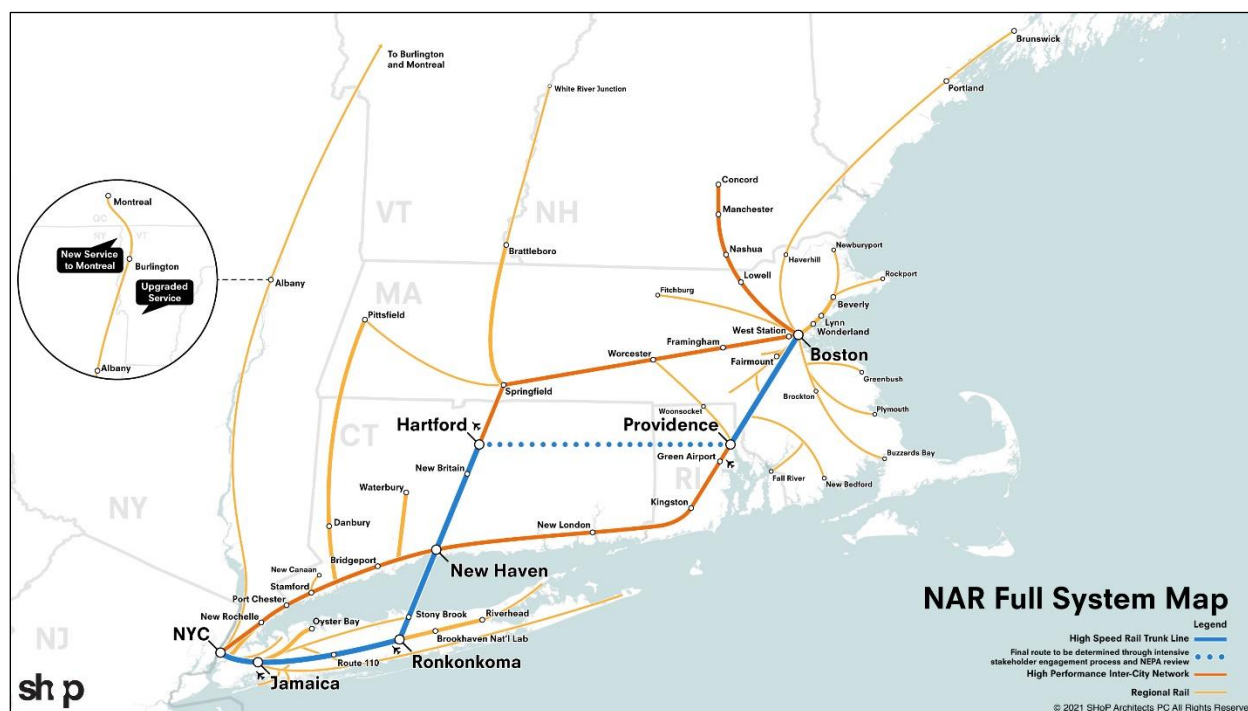 To Burlington
and Montreal
White River Junction
Brunswick
Portland
Montreal
QC
NY
VT
New Service
to Montreal
Burlington
Upgraded
Service
Albany
Albany
VT
NH
Brattleboro
Concord
Manchester
Nashua
Lowell
Haverhill
Newburyport
Rockport
Beverly
Lynn
Wonderland
Fitchburg
MA
Pittsfield
West Station
Boston
Framingham
Worcester
Fairmount
Springfield
Greenbush
Brockton
Plymouth
Woonsocket
Hartford
Providence
CT
Green Airport
RI
Buzzards Bay
New Britain
Fall River
New Bedford
Waterbury
Kingston
NY
Danbury
New London
Bridgeport
New Haven
New Canaan
Stamford
Port Chester
New Rochelle
Oyster Bay
Stony Brook
Riverhead
Brookhaven Nat'l Lab
NJ
NYC
Ronkonkoma
Route 110
Jamaica
NAR Full System Map
Legend
High Speed Rail Trunk Line
Final route to be determined through intensive
stakeholder engagement process and NEPA review
High Performance Inter-City Network
Regional Rail
shop
© 2021 SHoP Architects PC All Rights Reserve